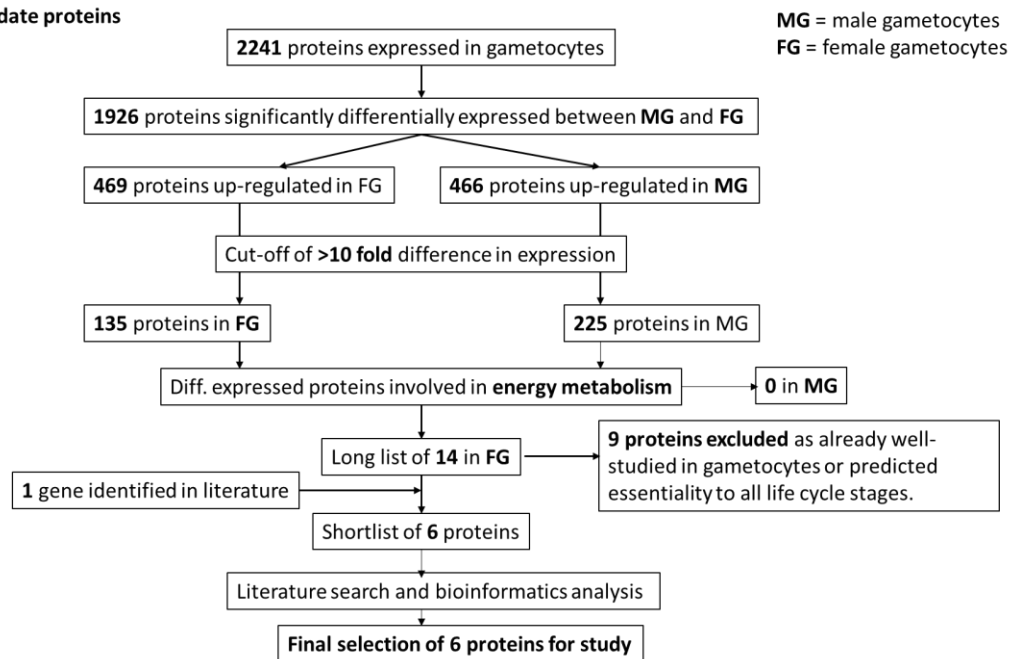 date proteins
MG = male gametocytes
FG = female gametocytes
2241 proteins expressed in gametocytes
1926 proteins significantly differentially expressed between MG and FG
469 proteins up-regulated in FG
466 proteins up-regulated in MG
Cut-off of >10 fold difference in expression
135 proteins in FG
225 proteins in MG
Diff. expressed proteins involved in energy metabolism
0 in MG
Long list of 14 in FG
9 proteins excluded as already well-
studied in gametocytes or predicted
essentiality to all life cycle stages.
1 gene identified in literature
Shortlist of 6 proteins
Literature search and bioinformatics analysis
Final selection of 6 proteins for study